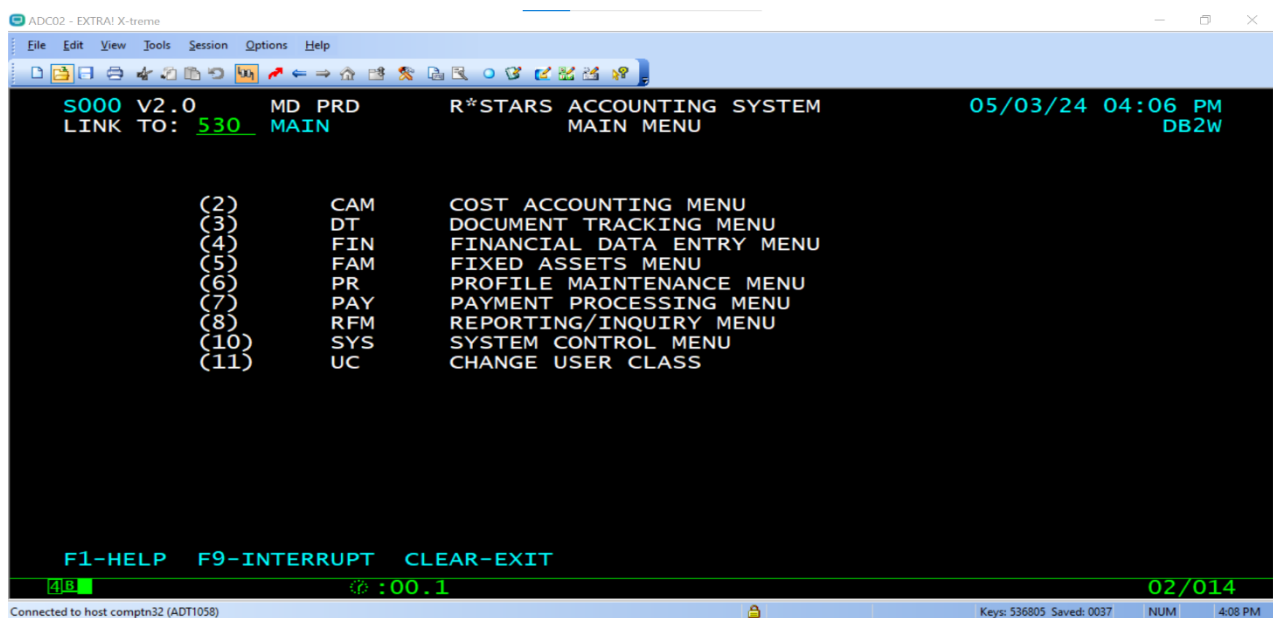 ADC02 - EXTRA! X-treme
File Edit View Tools Session Options Help
S000 V2.0 MD PRD R*STARS ACCOUNTING SYSTEM 05/03/24 04:06 PM
LINK TO: 530 MAIN MAIN MENU DB2W
(2) CAM COST ACCOUNTING MENU
(3) DT DOCUMENT TRACKING MENU
(4) FIN FINANCIAL DATA ENTRY MENU
(5) FAM FIXED ASSETS MENU
(6) PR PROFILE MAINTENANCE MENU
(7) PAY PAYMENT PROCESSING MENU
(8) RFM REPORTING/INQUIRY MENU
(10) SYS SYSTEM CONTROL MENU
(11) UC CHANGE USER CLASS
F1-HELP F9-INTERRUPT CLEAR-EXIT
4B :00.1 02/014
Connected to host comptn32 (ADT1058) Keys: 536805 Saved: 0037 NUM 4:08 PM